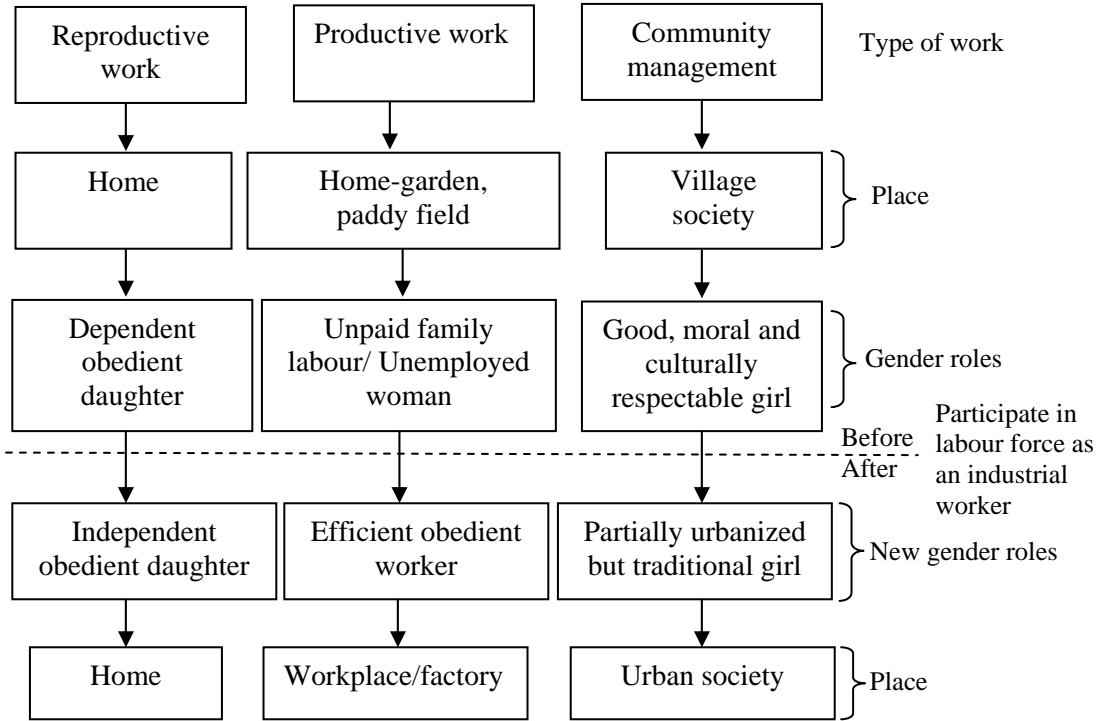 Reproductive
work
Productive work
Community
management
Type of work
Home
Home-garden,
paddy field
Village
society
Place
Dependent
obedient
daughter
Unpaid family
labour/ Unemployed
woman
Good, moral and
culturally
respectable girl
Gender roles
Before
After
Participate in
labour force as
an industrial
worker
Independent
obedient daughter
Efficient obedient
worker
Partially urbanized
but traditional girl
New gender roles
Home
Workplace/factory
Urban society
Place